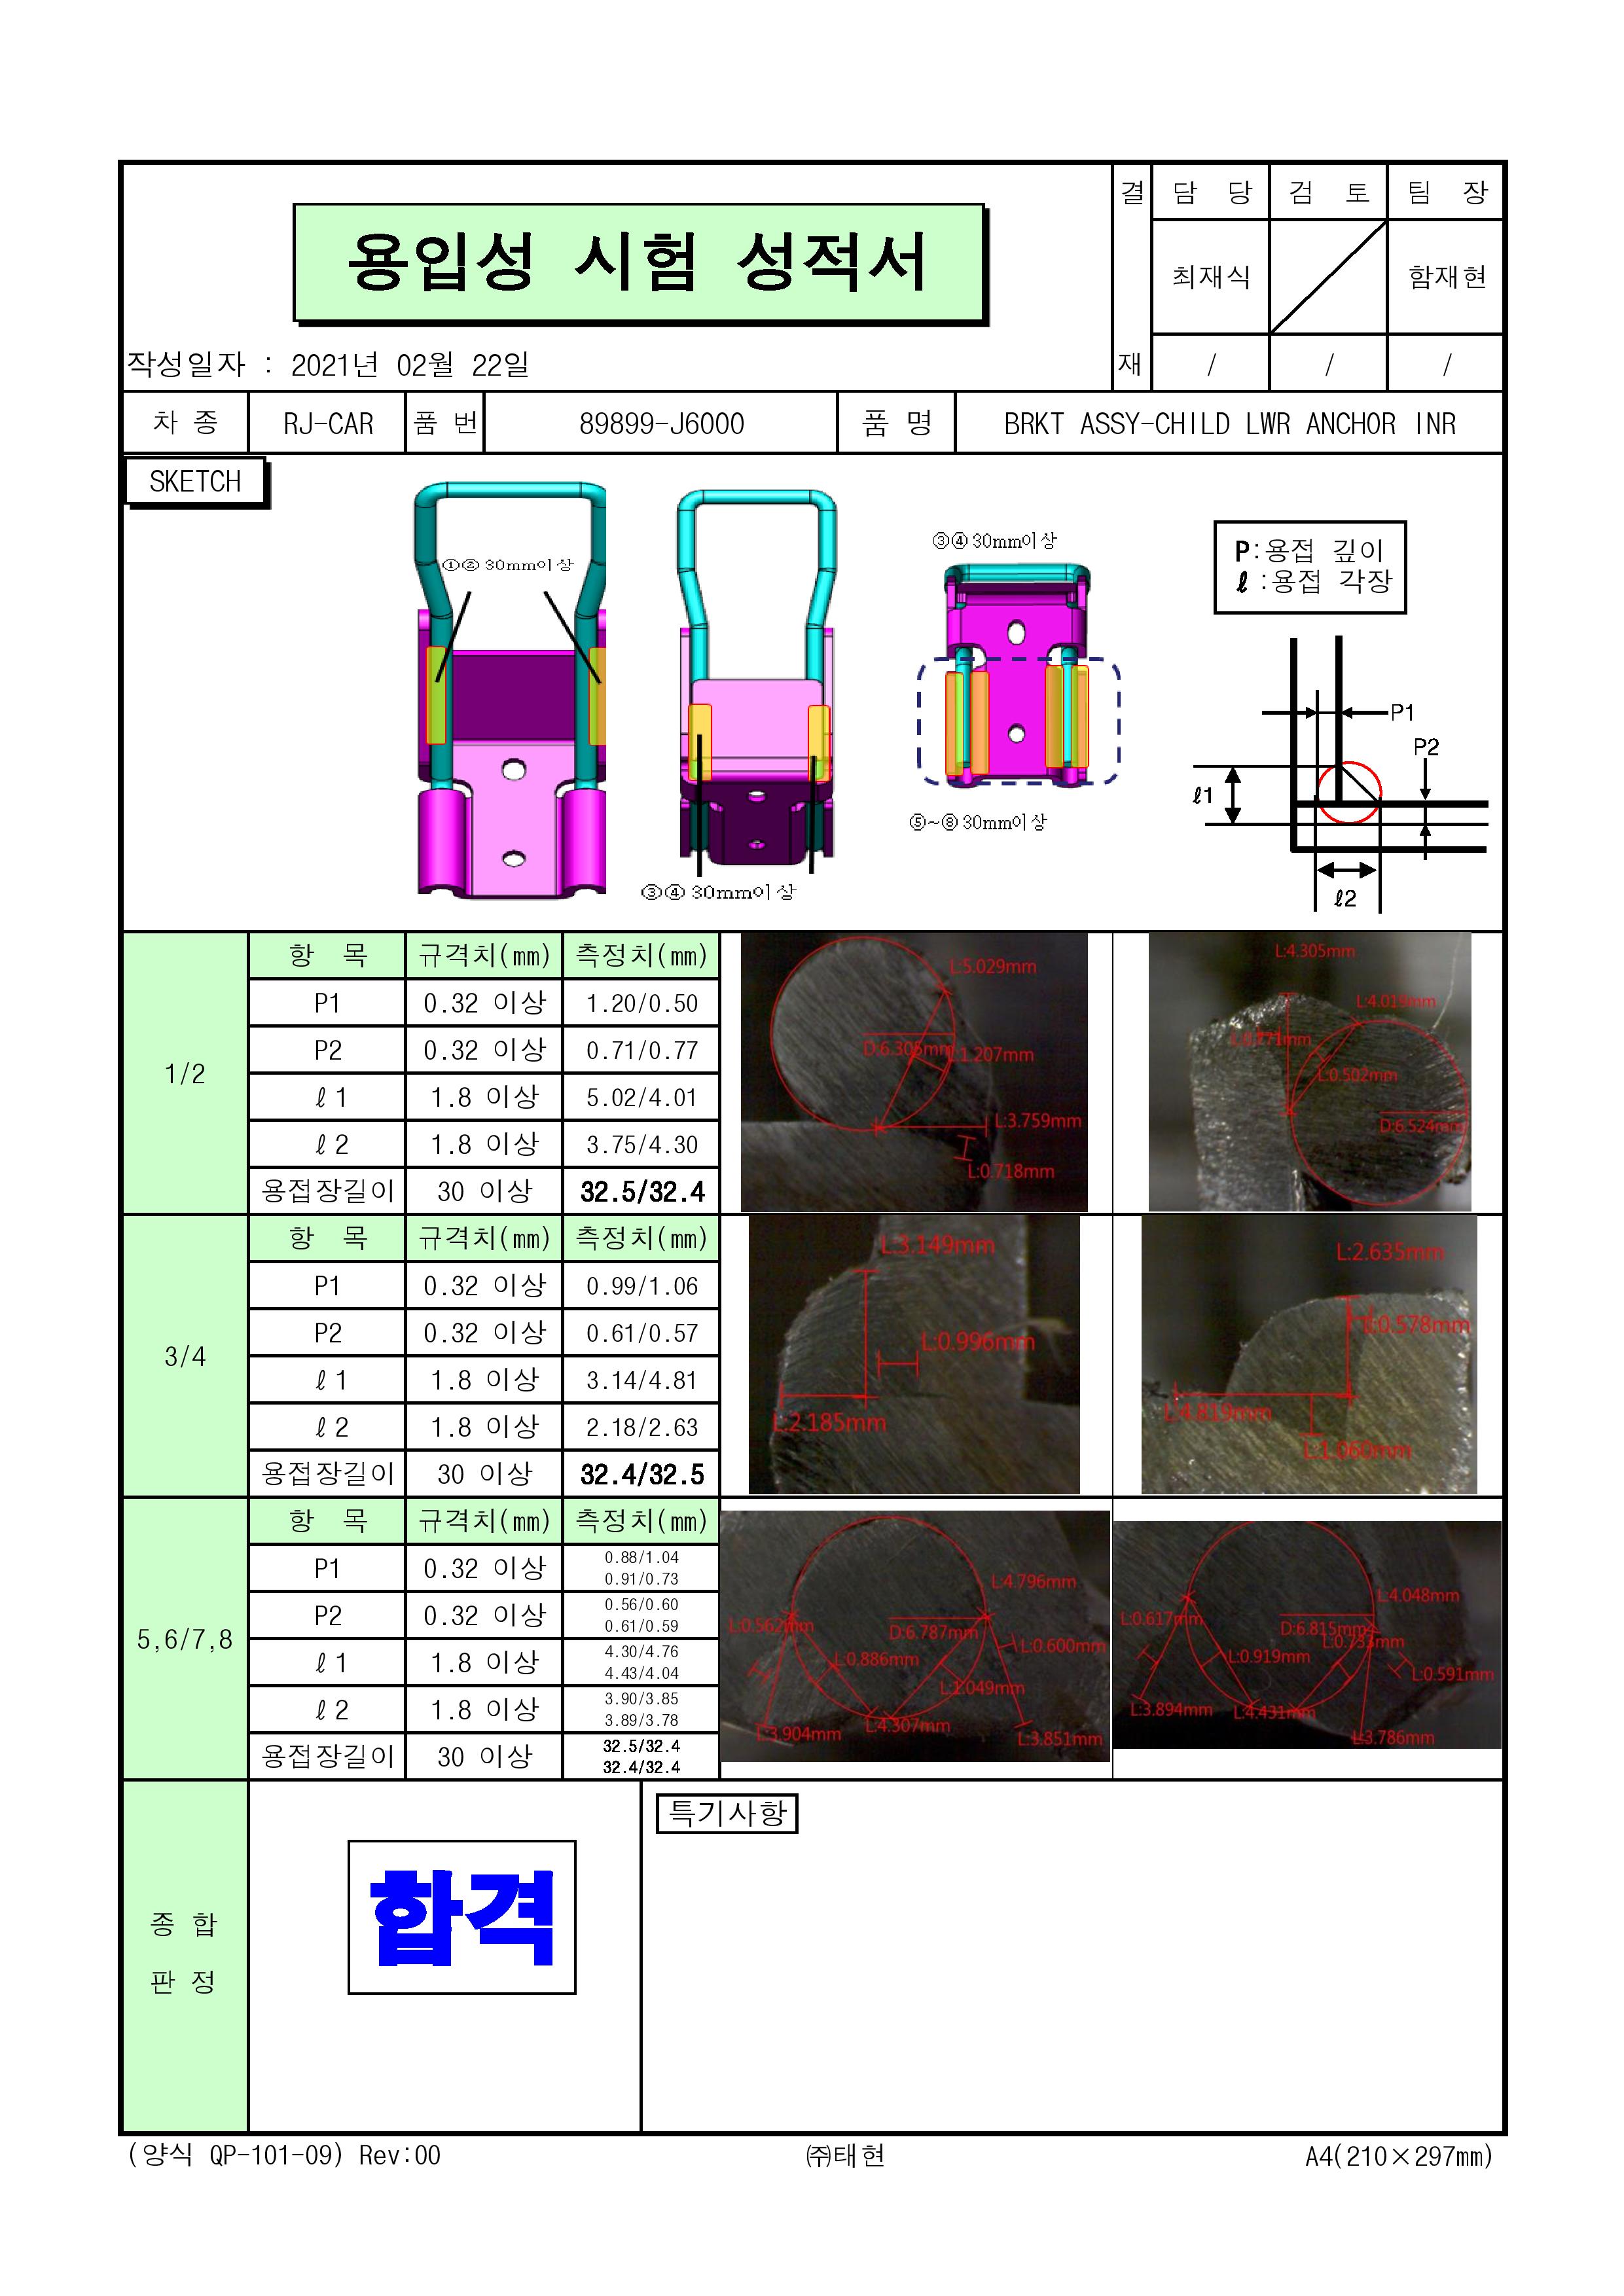 용입성 시험 성적서
결 재
담 당 검 토 팀 장
최재식 함재현
/ / /
작성일자 : 2021년 02월 22일
차 종 RJ-CAR 품 번 89899-J6000 품 명 BRKT ASSY-CHILD LWR ANCHOR INR
SKETCH
①② 30mm이상
③④ 30mm이상
③④ 30mm이상
⑤~⑧ 30mm이상
P:용접 깊이
ℓ :용접 각장
P1
P2
ℓ1
ℓ2
1/2
항 목 규격치(㎜) 측정치(㎜)
P1 0.32 이상 1.20/0.50
P2 0.32 이상 0.71/0.77
ℓ1 1.8 이상 5.02/4.01
ℓ2 1.8 이상 3.75/4.30
용접장길이 30 이상 32.5/32.4
L:5.029mm
D:6.305mm
L:1.207mm
L:3.759mm
L:0.718mm
L:4.305mm
L:4.019mm
L:0.502mm
D:6.524mm
3/4
항 목 규격치(㎜) 측정치(㎜)
P1 0.32 이상 0.99/1.06
P2 0.32 이상 0.61/0.57
ℓ1 1.8 이상 3.14/4.81
ℓ2 1.8 이상 2.18/2.63
용접장길이 30 이상 32.4/32.5
L:3.149mm
L:0.996mm
L:2.185mm
L:2.635mm
L:0.578mm
L:4.819mm
L:1.060mm
5,6/7,8
항 목 규격치(㎜) 측정치(㎜)
P1 0.32 이상 0.88/1.04
0.91/0.73
P2 0.32 이상 0.56/0.60
0.61/0.59
ℓ1 1.8 이상 4.30/4.76
4.43/4.04
ℓ2 1.8 이상 3.90/3.85
3.89/3.78
용접장길이 30 이상 32.5/32.4
32.4/32.4
L:4.796mm
L:0.562mm
D:6.787mm
L:0.600mm
L:0.886mm
L:1.049mm
L:3.904mm
L:4.307mm
L:3.851mm
L:4.048mm
L:0.617mm
D:6.815mm
L:0.733mm
L:0.919mm
L:0.591mm
L:3.894mm
L:4.431mm
L:3.786mm
종 합
판 정
합격
특기사항
(양식 QP-101-09) Rev:00 ㈜태현 A4(210×297㎜)